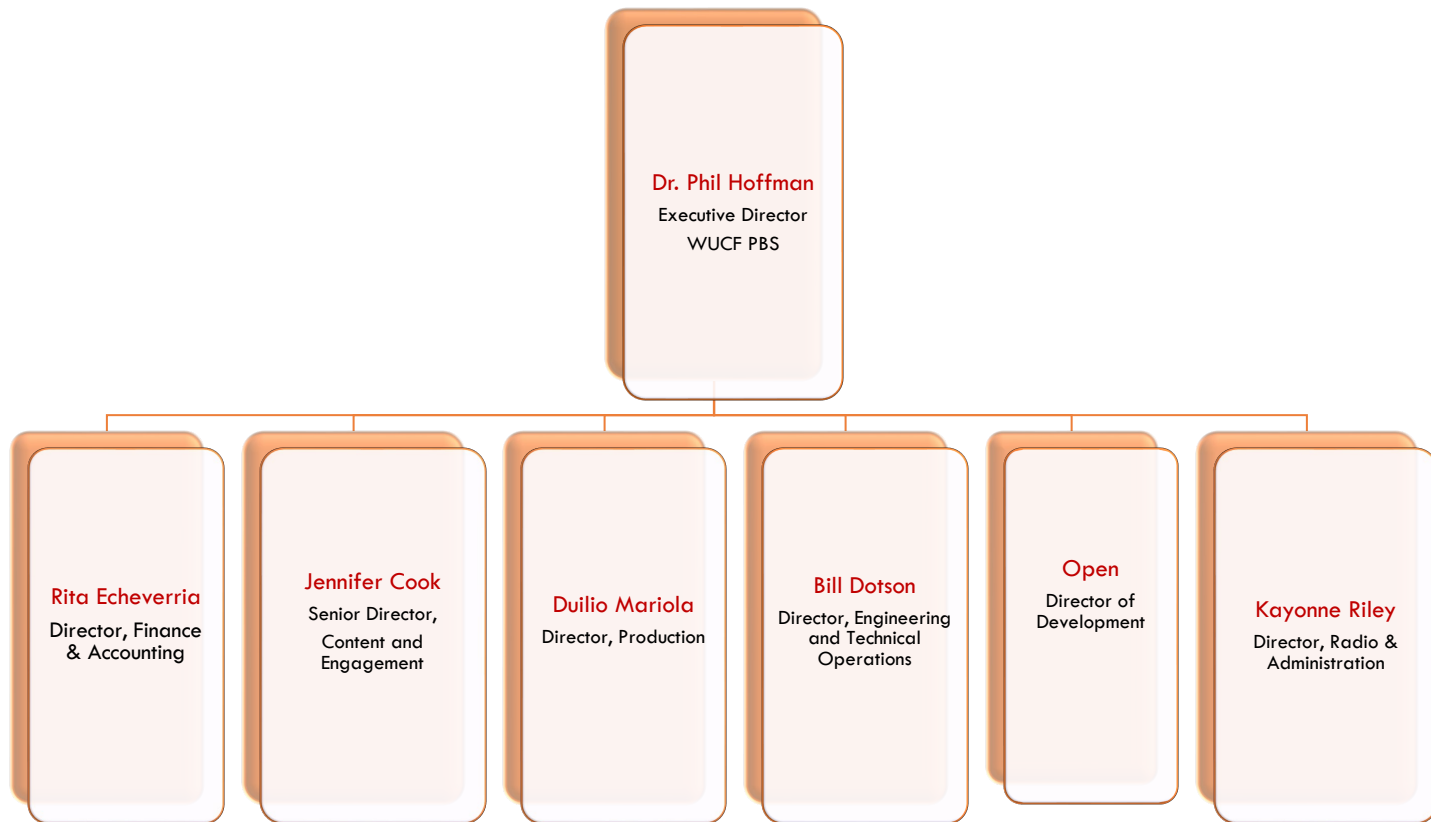 Dr. Phil Hoffman
Executive Director
WUCF PBS
Rita Echeverria
Director, Finance
& Accounting
Jennifer Cook
Senior Director,
Content and
Engagement
Duilio Mariola
Director, Production
Bill Dotson
Director, Engineering
and Technical
Operations
Open
Director of
Development
Kayonne Riley
Director, Radio &
Administration